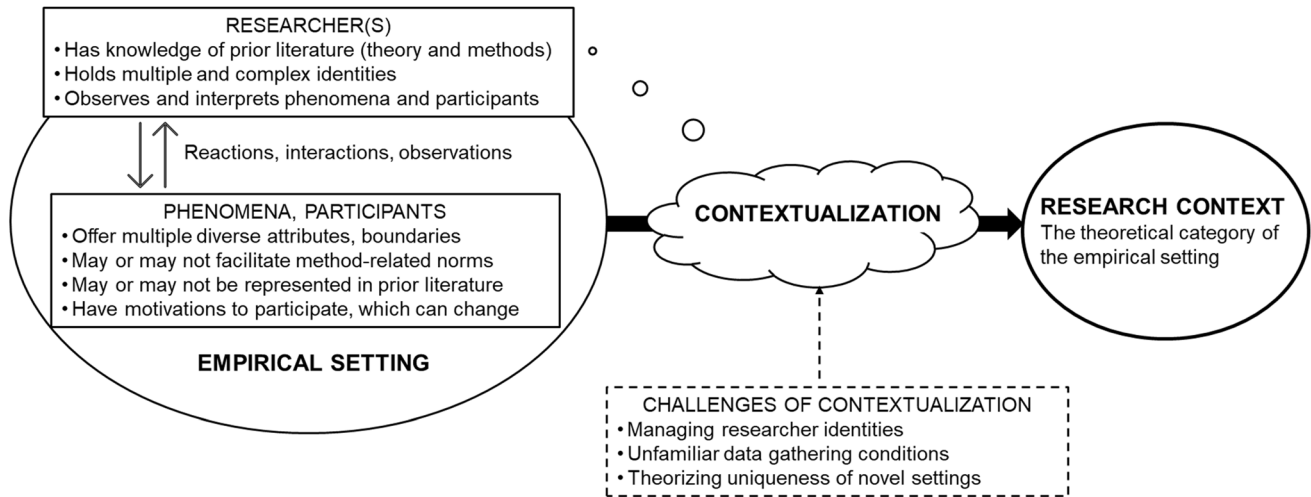 RESEARCHER(S)
• Has knowledge of prior literature (theory and methods)
• Holds multiple and complex identities
• Observes and interprets phenomena and participants
Reactions, interactions, observations
PHENOMENA, PARTICIPANTS
• Offer multiple diverse attributes, boundaries
• May or may not facilitate method-related norms
• May or may not be represented in prior literature
• Have motivations to participate, which can change
EMPIRICAL SETTING
CONTEXTUALIZATION
RESEARCH CONTEXT
The theoretical category of
the empirical setting
CHALLENGES OF CONTEXTUALIZATION
• Managing researcher identities
• Unfamiliar data gathering conditions
• Theorizing uniqueness of novel settings